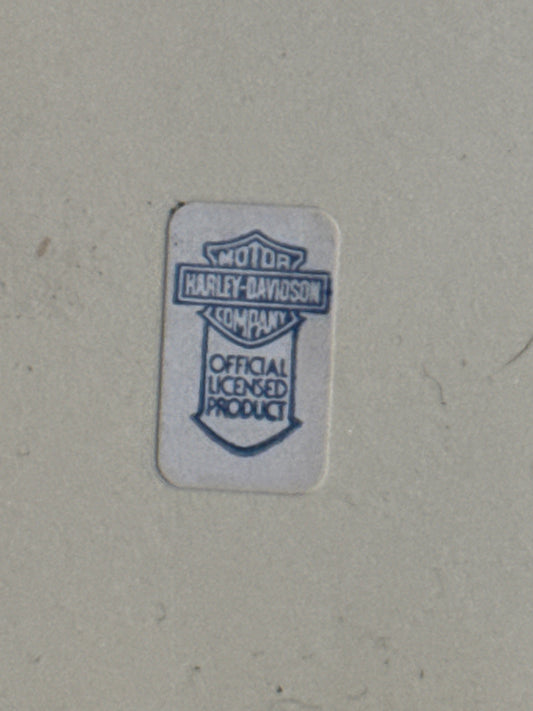 MOTOR
HARLEY-DAVIDSON
COMPANY
OFFICIAL
LICENSED
PRODUCT